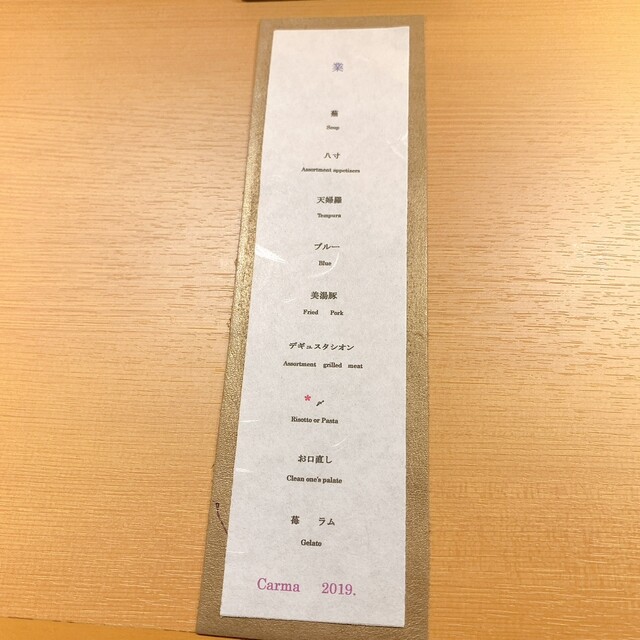 業
Soup
八寸
Assortment appetizers
天婦羅
Tempura
ブルー
Blue
美湯豚
Fried Pork
デギュスタシオン
Assortment grilled meat
* 〆
Risotto or Pasta
お口直し
Clean one's palate
苺 ラム
Gelato
Carma 2019.